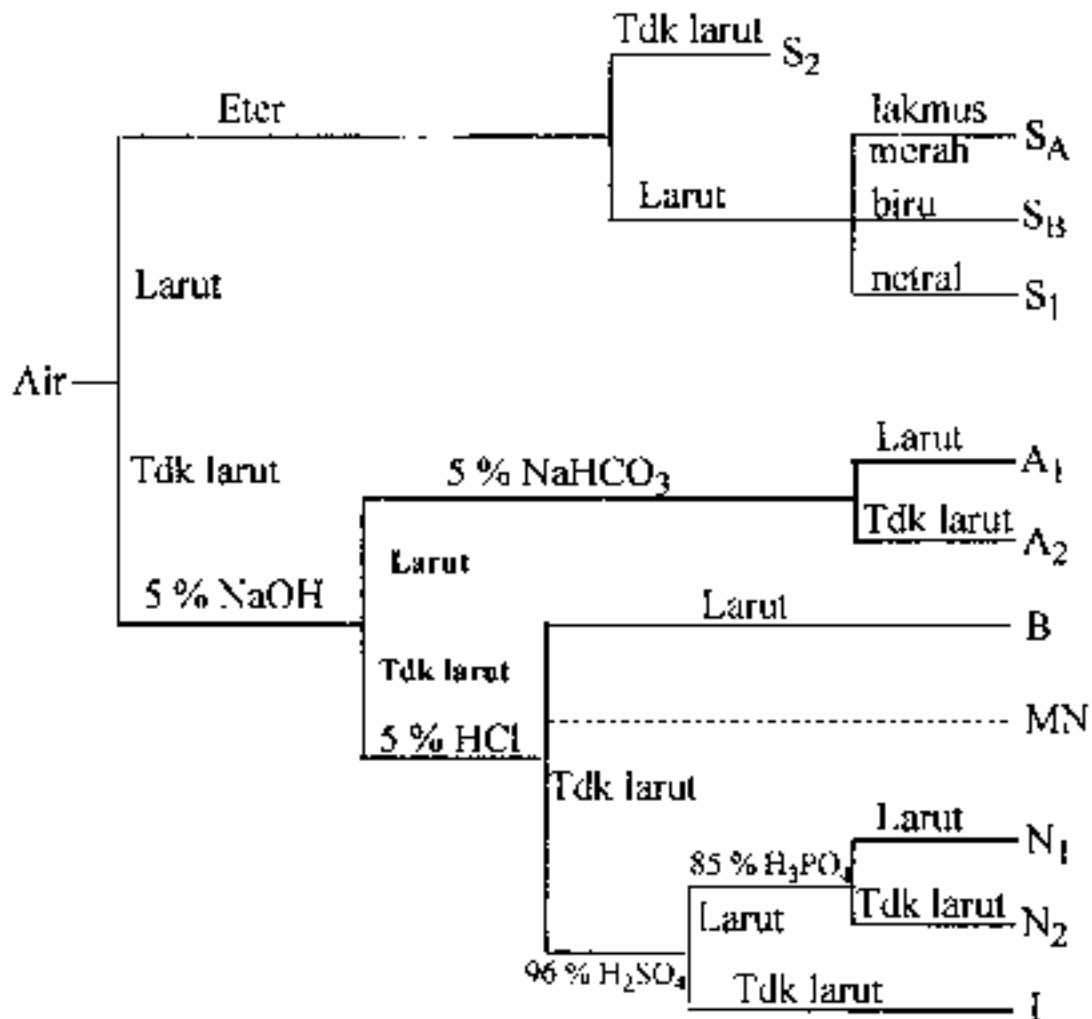 Tdk larut S₂
Eter
lakmus merah S_A
Larut biru S_B
netral S₁
Larut
Air
Tdk larut
5 % NaHCO₃
Larut A₁
Tdk larut A₂
5 % NaOH
Larut
Larut B
Tdk larut
5 % HCl
MN
Tdk larut
Larut N₁
85 % H₃PO₄
Larut
Tdk larut N₂
96 % H₂SO₄
Tdk larut I